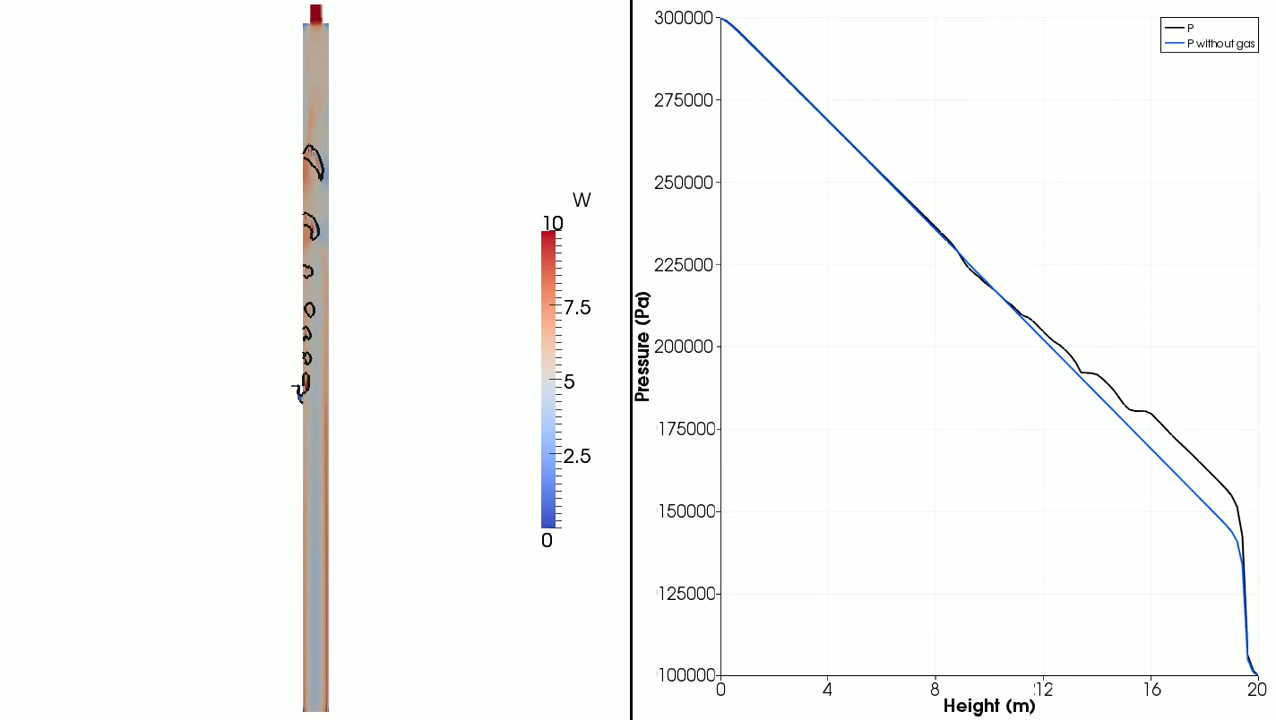 W
10
7.5
5
2.5
0
P
P without gas
300000
275000
250000
225000
200000
175000
150000
125000
100000
Pressure (Pa)
0 4 8 12 16 20
Height (m)